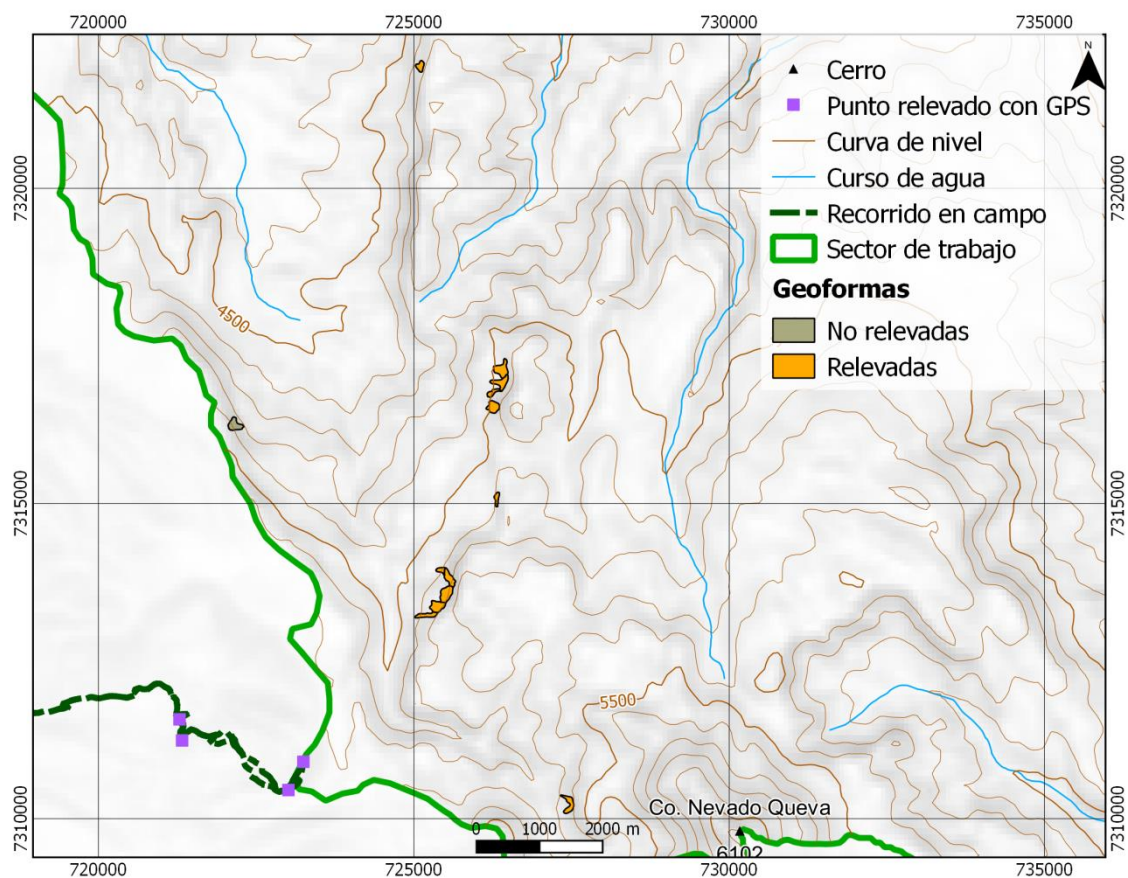 720000 725000 730000 735000
N
Cerro
Punto relevado con GPS
Curva de nivel
Curso de agua
Recorrido en campo
Sector de trabajo
Geoformas
No relevadas
Relevadas
7320000 7320000
4500
7315000 7315000
5500
Co. Nevado Queva
6102
0 1000 2000 m
7310000 7310000
720000 725000 730000 735000